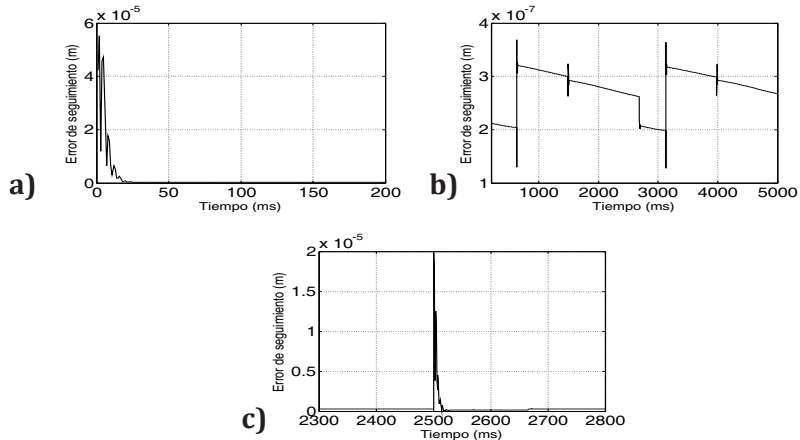 6 x 10 -5
Error de seguimiento (m)
4
2
0
0 50 100 150 200
Tiempo (ms)
a)
4 x 10 -7
Error de seguimiento (m)
3
2
1
1000 2000 3000 4000 5000
Tiempo (ms)
b)
2 x 10 -5
Error de seguimiento (m)
1.5
1
0.5
0
2300 2400 2500 2600 2700 2800
Tiempo (ms)
c)